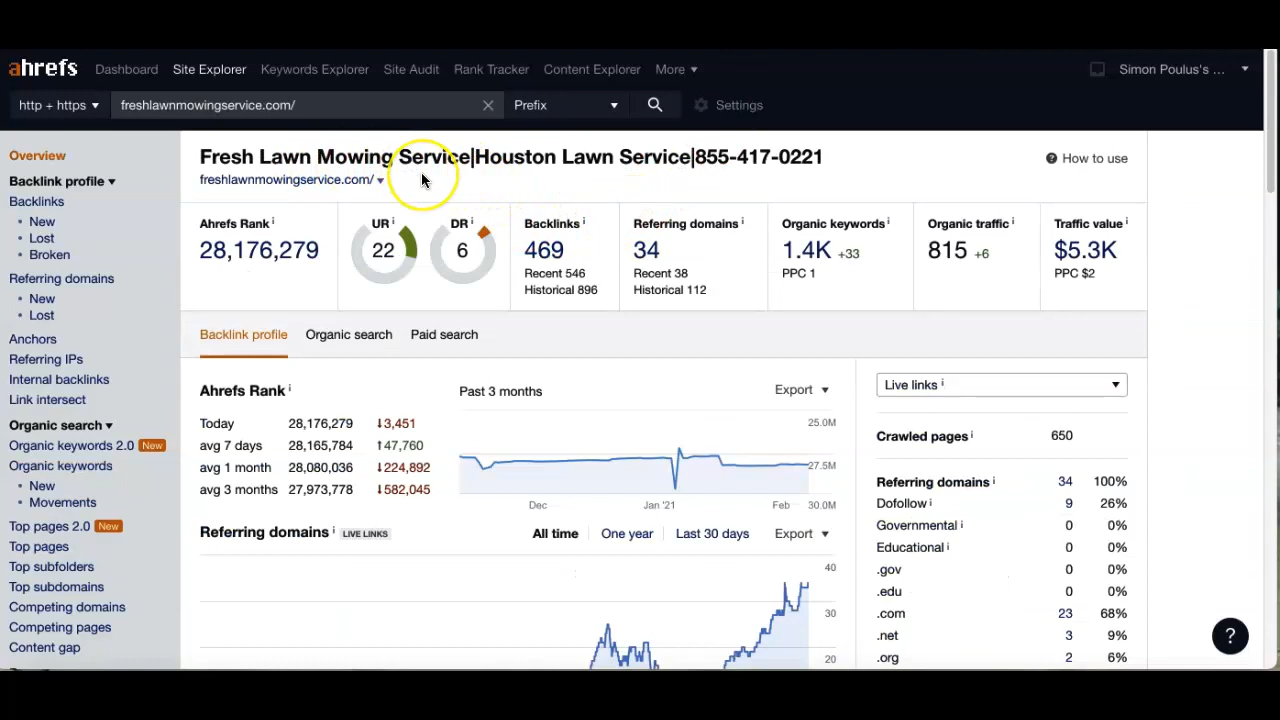 ahrefs Dashboard Site Explorer Keywords Explorer Site Audit Rank Tracker Content Explorer More Simon Poulus's ...
http + https freshlawnmowingservice.com/ Prefix Settings
Overview
Backlink profile
Backlinks
New
Lost
Broken
Referring domains
New
Lost
Anchors
Referring IPs
Internal backlinks
Link intersect
Organic search
Organic keywords 2.0 New
Organic keywords
New
Movements
Top pages 2.0 New
Top pages
Top subfolders
Top subdomains
Competing domains
Competing pages
Content gap
Fresh Lawn Mowing Service|Houston Lawn Service|855-417-0221
How to use
freshlawnmowingservice.com/
Ahrefs Rank i
28,176,279
UR i
22
DR i
6
Backlinks i
469
Recent 546
Historical 896
Referring domains i
34
Recent 38
Historical 112
Organic keywords i
1.4K +33
PPC 1
Organic traffic i
815 +6
Traffic value i
$5.3K
PPC $2
Backlink profile Organic search Paid search
Ahrefs Rank i
Today 28,176,279 ↓3,451
avg 7 days 28,165,784 ↑47,760
avg 1 month 28,080,036 ↓224,892
avg 3 months 27,973,778 ↓582,045
Past 3 months Export
25.0M
27.5M
Dec Jan '21 Feb 30.0M
Referring domains i LIVE LINKS All time One year Last 30 days Export
40
30
20
Live links i
Crawled pages i 650
Referring domains i 34 100%
Dofollow i 9 26%
Governmental i 0 0%
Educational i 0 0%
.gov 0 0%
.edu 0 0%
.com 23 68%
.net 3 9%
.org 2 6%
?